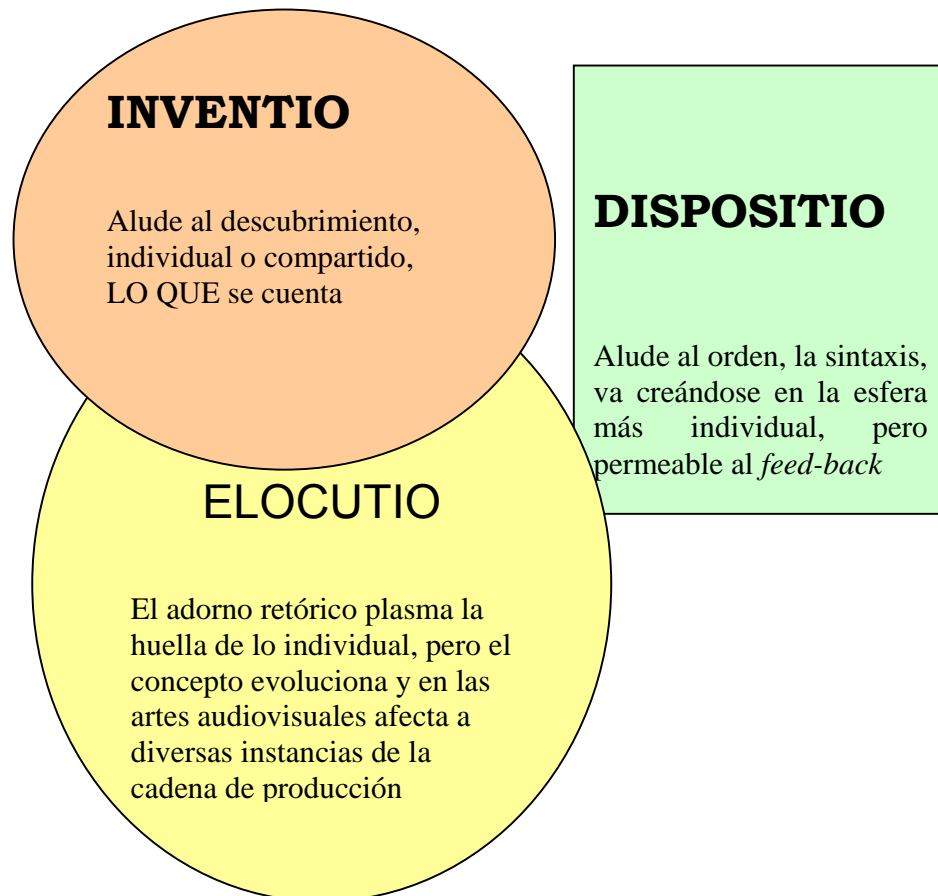 INVENTIO
Alude al descubrimiento,
individual o compartido,
LO QUE se cuenta
DISPOSITIO
Alude al orden, la sintaxis,
va creándose en la esfera
más individual, pero
permeable al feed-back
ELOCUTIO
El adorno retórico plasma la
huella de lo individual, pero el
concepto evoluciona y en las
artes audiovisuales afecta a
diversas instancias de la
cadena de producción